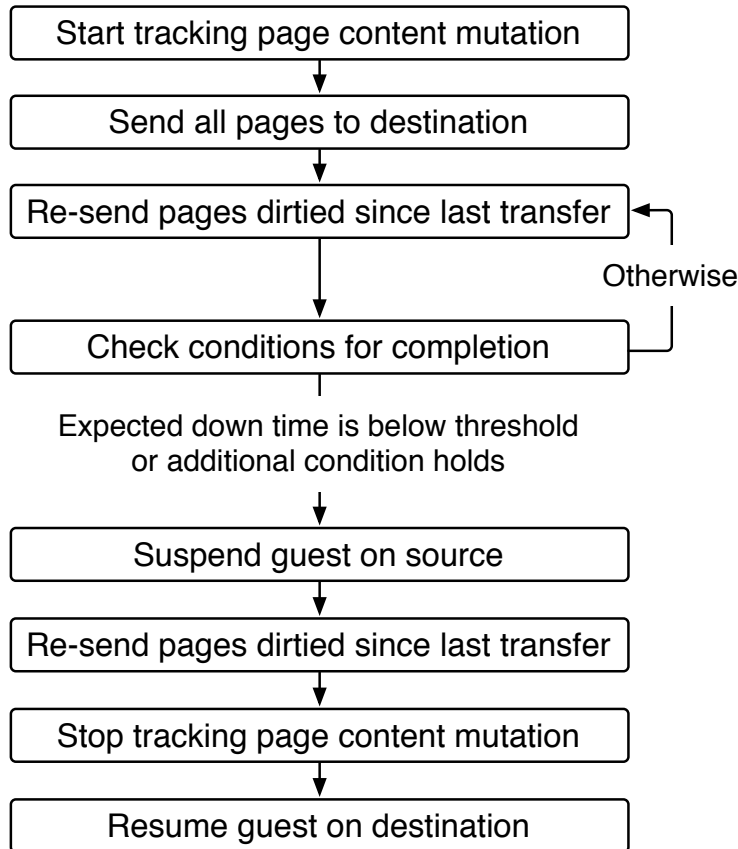 Start tracking page content mutation
Send all pages to destination
Re-send pages dirtied since last transfer
Otherwise
Check conditions for completion
Expected down time is below threshold
or additional condition holds
Suspend guest on source
Re-send pages dirtied since last transfer
Stop tracking page content mutation
Resume guest on destination